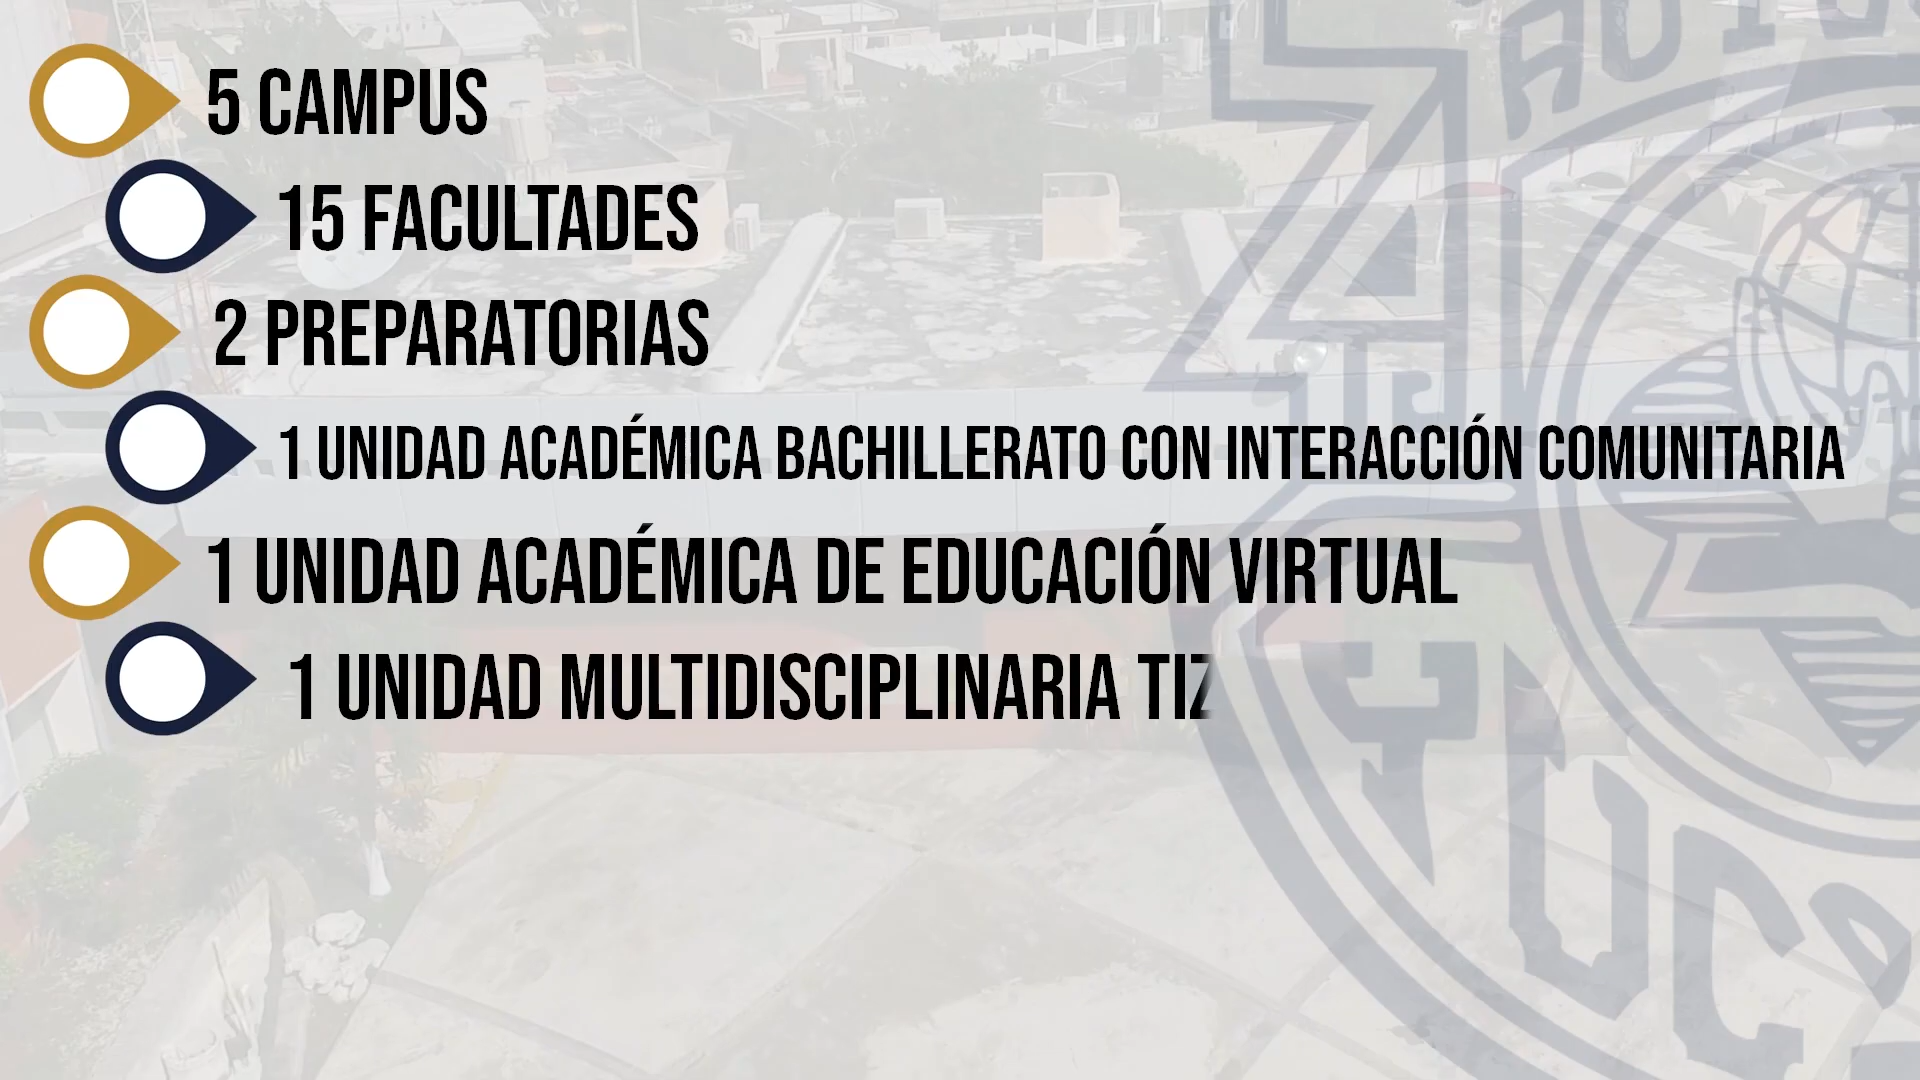 5 CAMPUS
15 FACULTADES
2 PREPARATORIAS
1 UNIDAD ACADÉMICA BACHILLERATO CON INTERACCIÓN COMUNITARIA
1 UNIDAD ACADÉMICA DE EDUCACIÓN VIRTUAL
1 UNIDAD MULTIDISCIPLINARIA TIZ